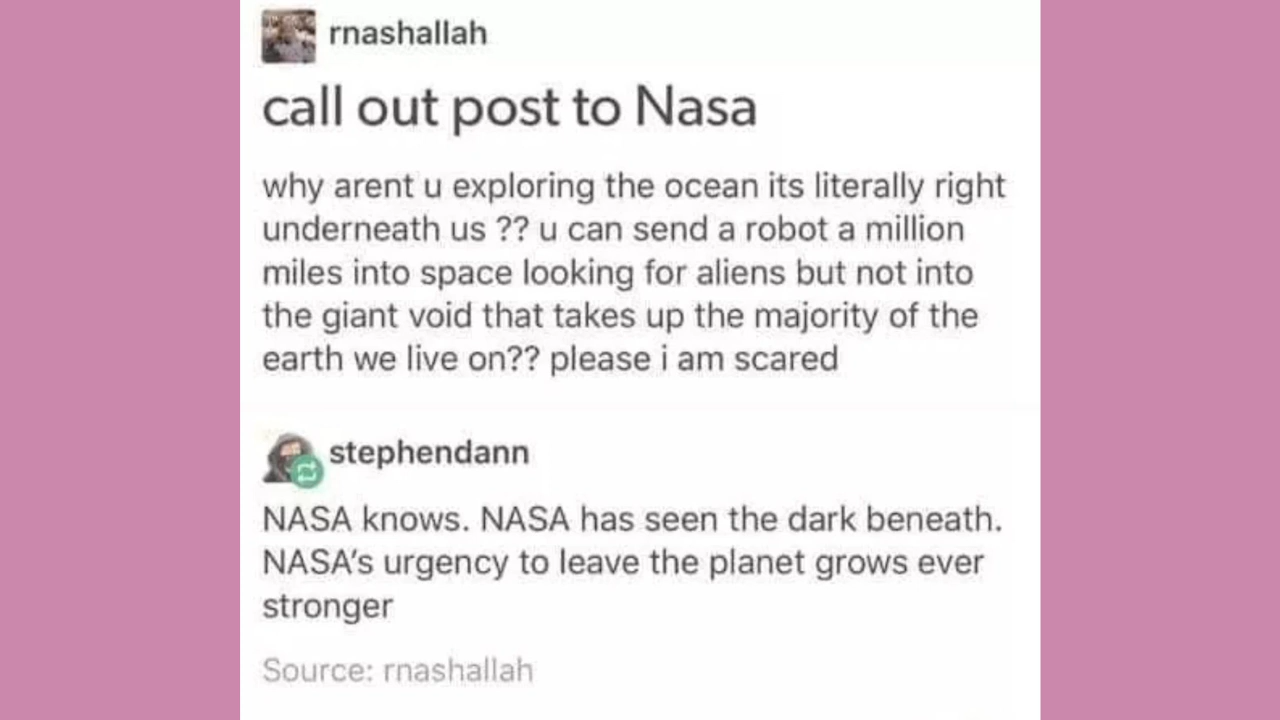 rnashallah
call out post to Nasa
why arent u exploring the ocean its literally right
underneath us ?? u can send a robot a million
miles into space looking for aliens but not into
the giant void that takes up the majority of the
earth we live on?? please i am scared
stephendann
NASA knows. NASA has seen the dark beneath.
NASA's urgency to leave the planet grows ever
stronger
Source: rnashallah